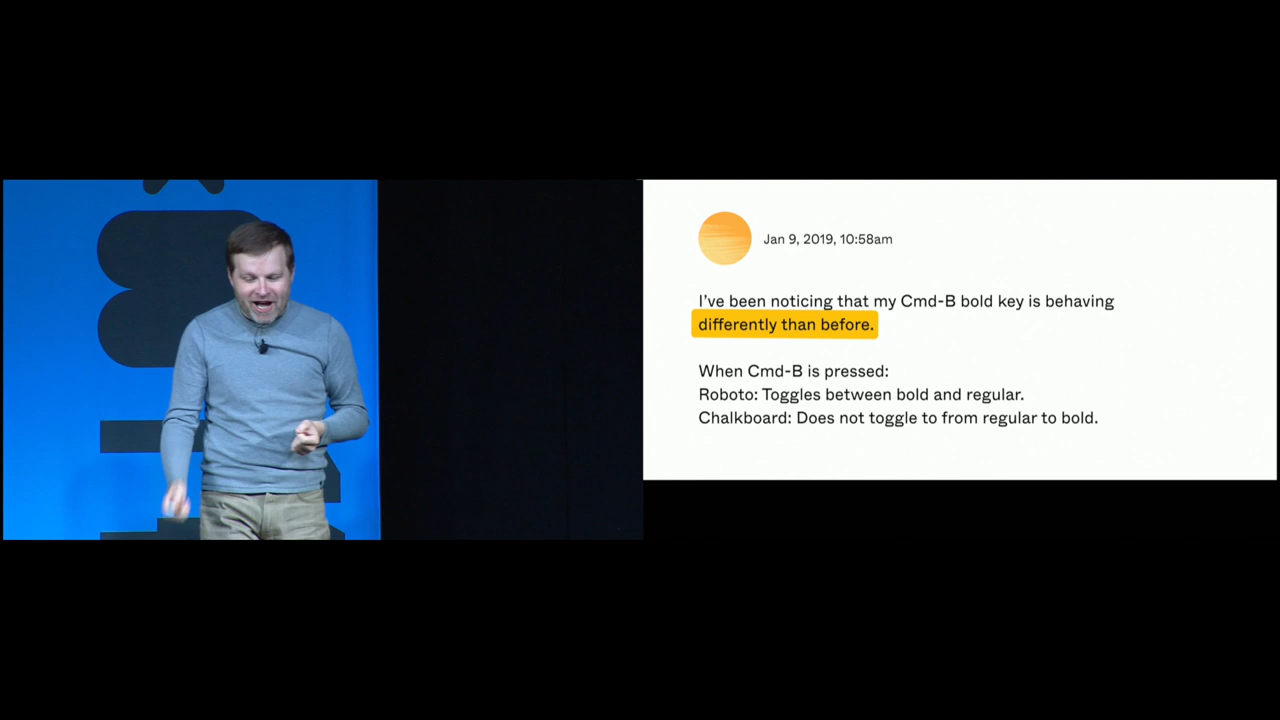 Jan 9, 2019, 10:58am
I’ve been noticing that my Cmd-B bold key is behaving
differently than before.
When Cmd-B is pressed:
Roboto: Toggles between bold and regular.
Chalkboard: Does not toggle to from regular to bold.